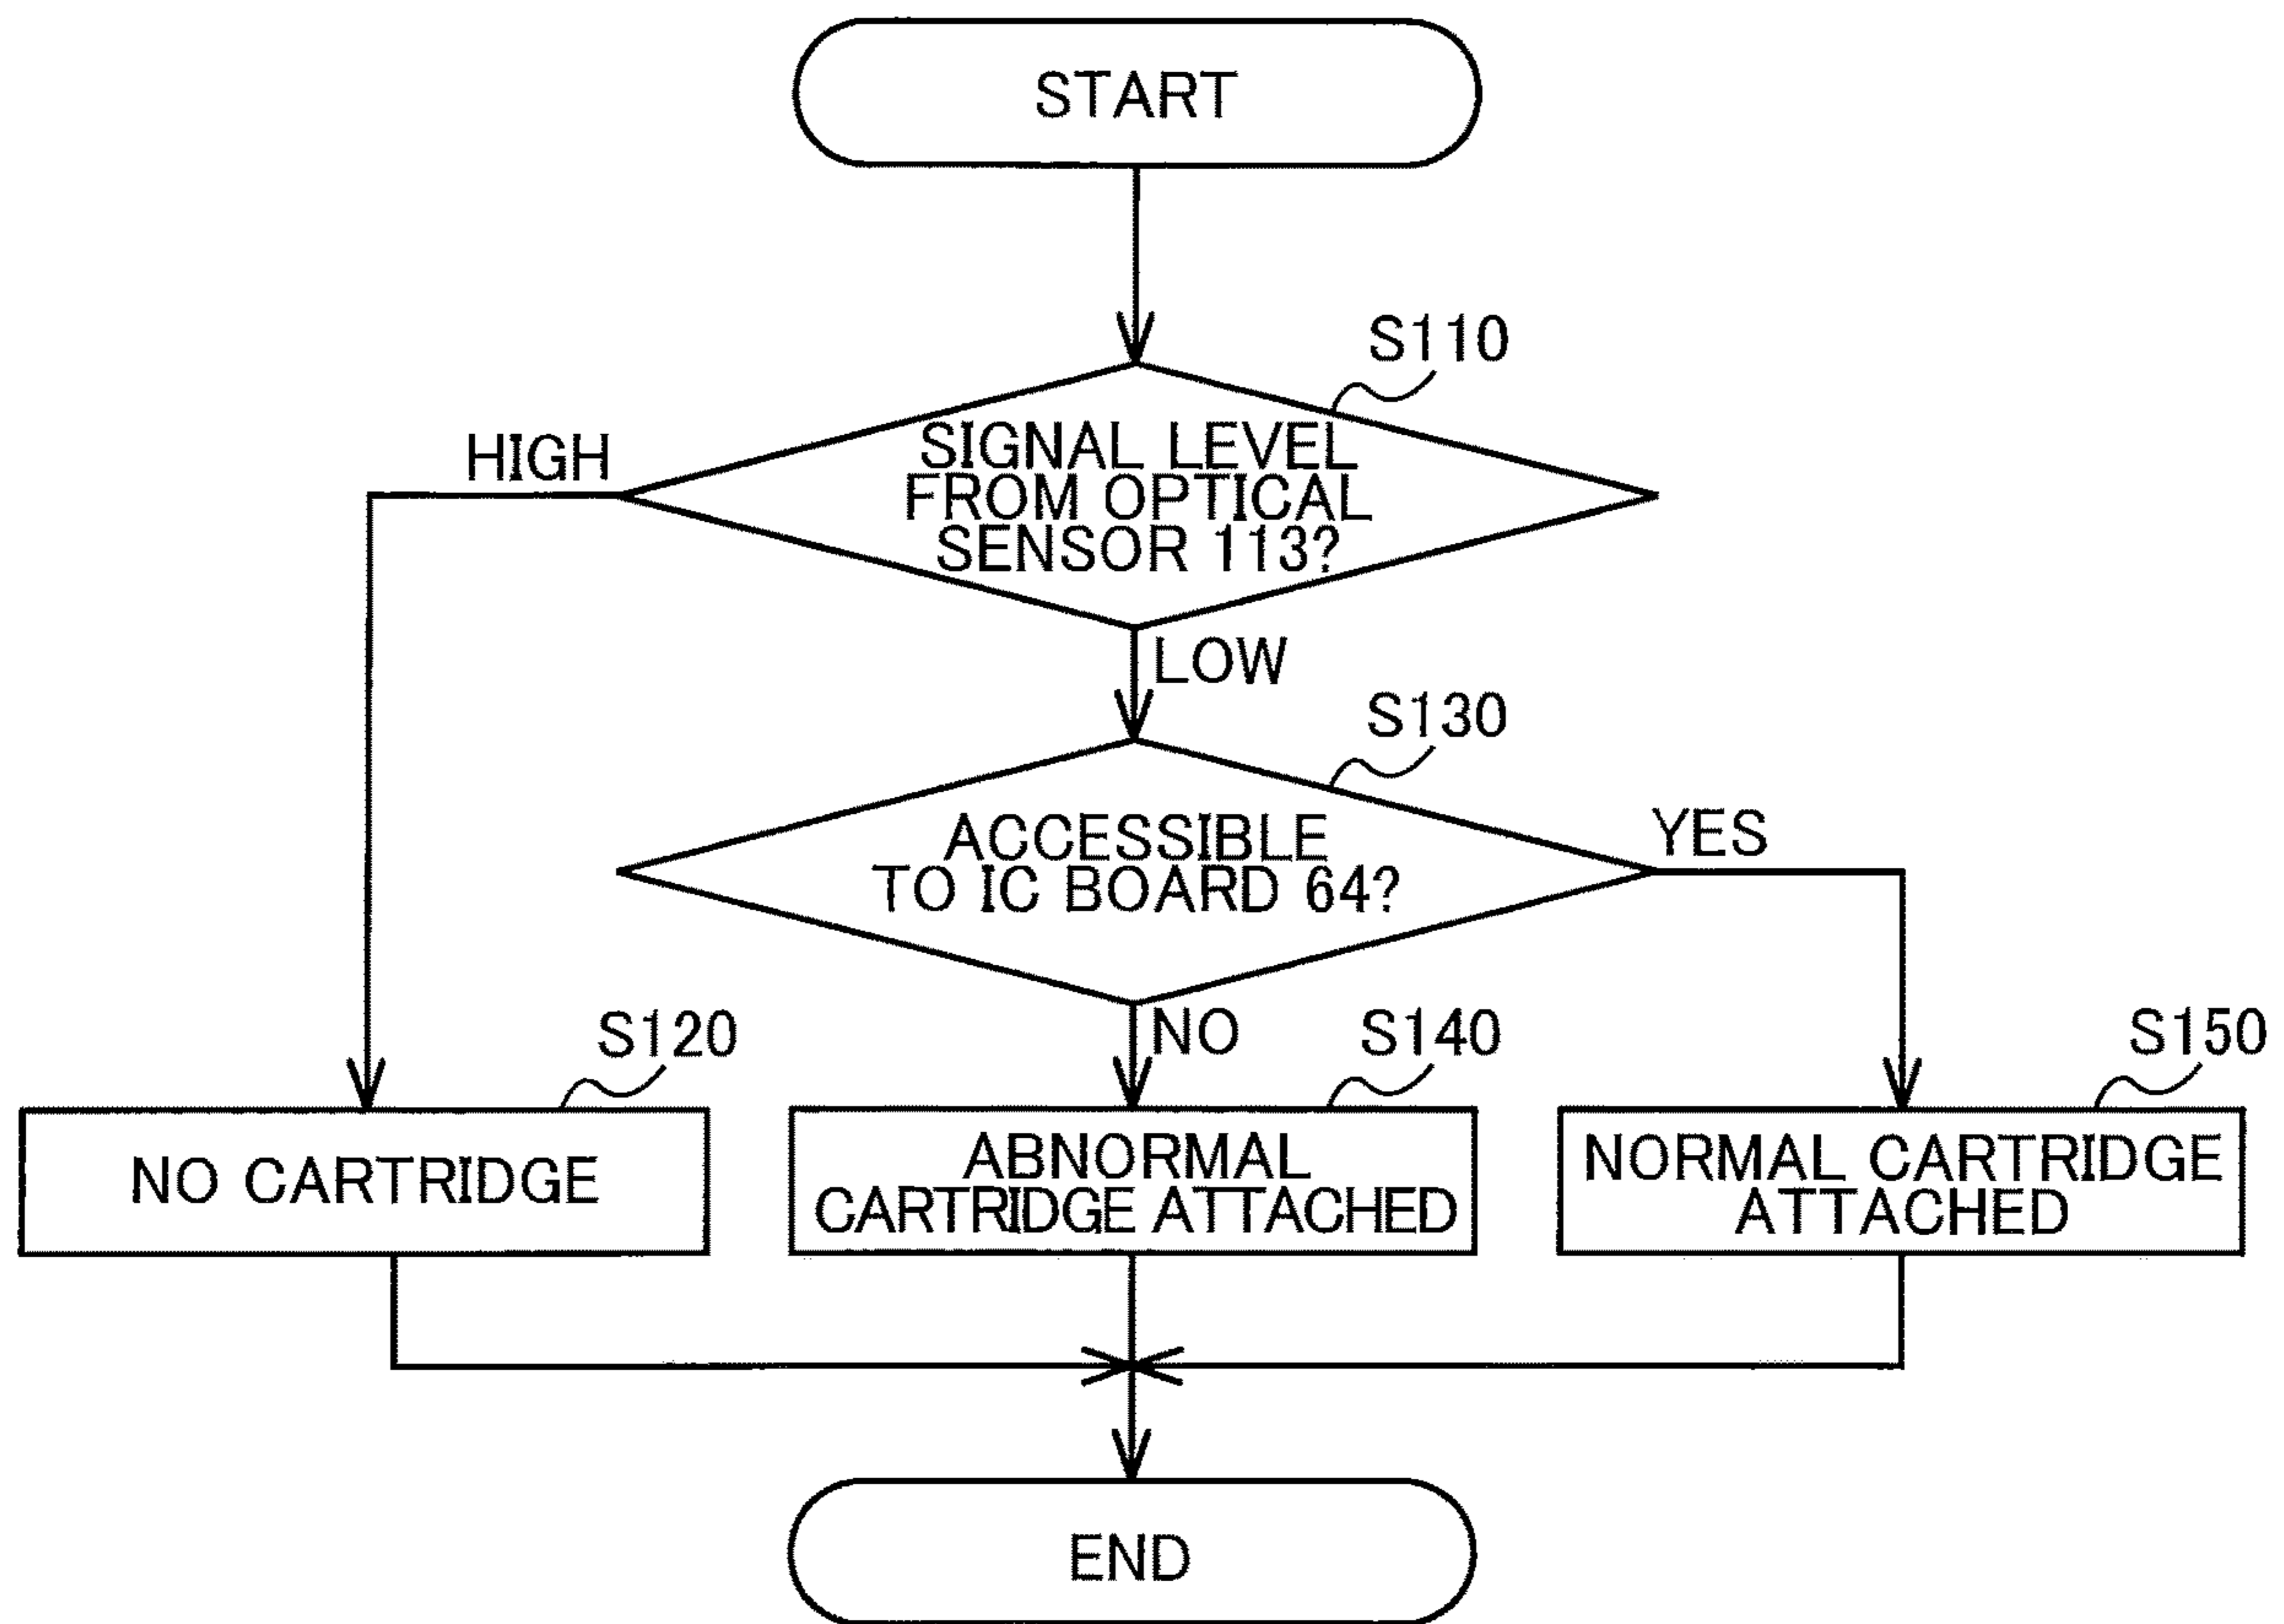 START
S110
HIGH
SIGNAL LEVEL
FROM OPTICAL
SENSOR 113?
LOW
S130
ACCESSIBLE
TO IC BOARD 64?
YES
NO
S120
S140
S150
NO CARTRIDGE
ABNORMAL
CARTRIDGE ATTACHED
NORMAL CARTRIDGE
ATTACHED
END